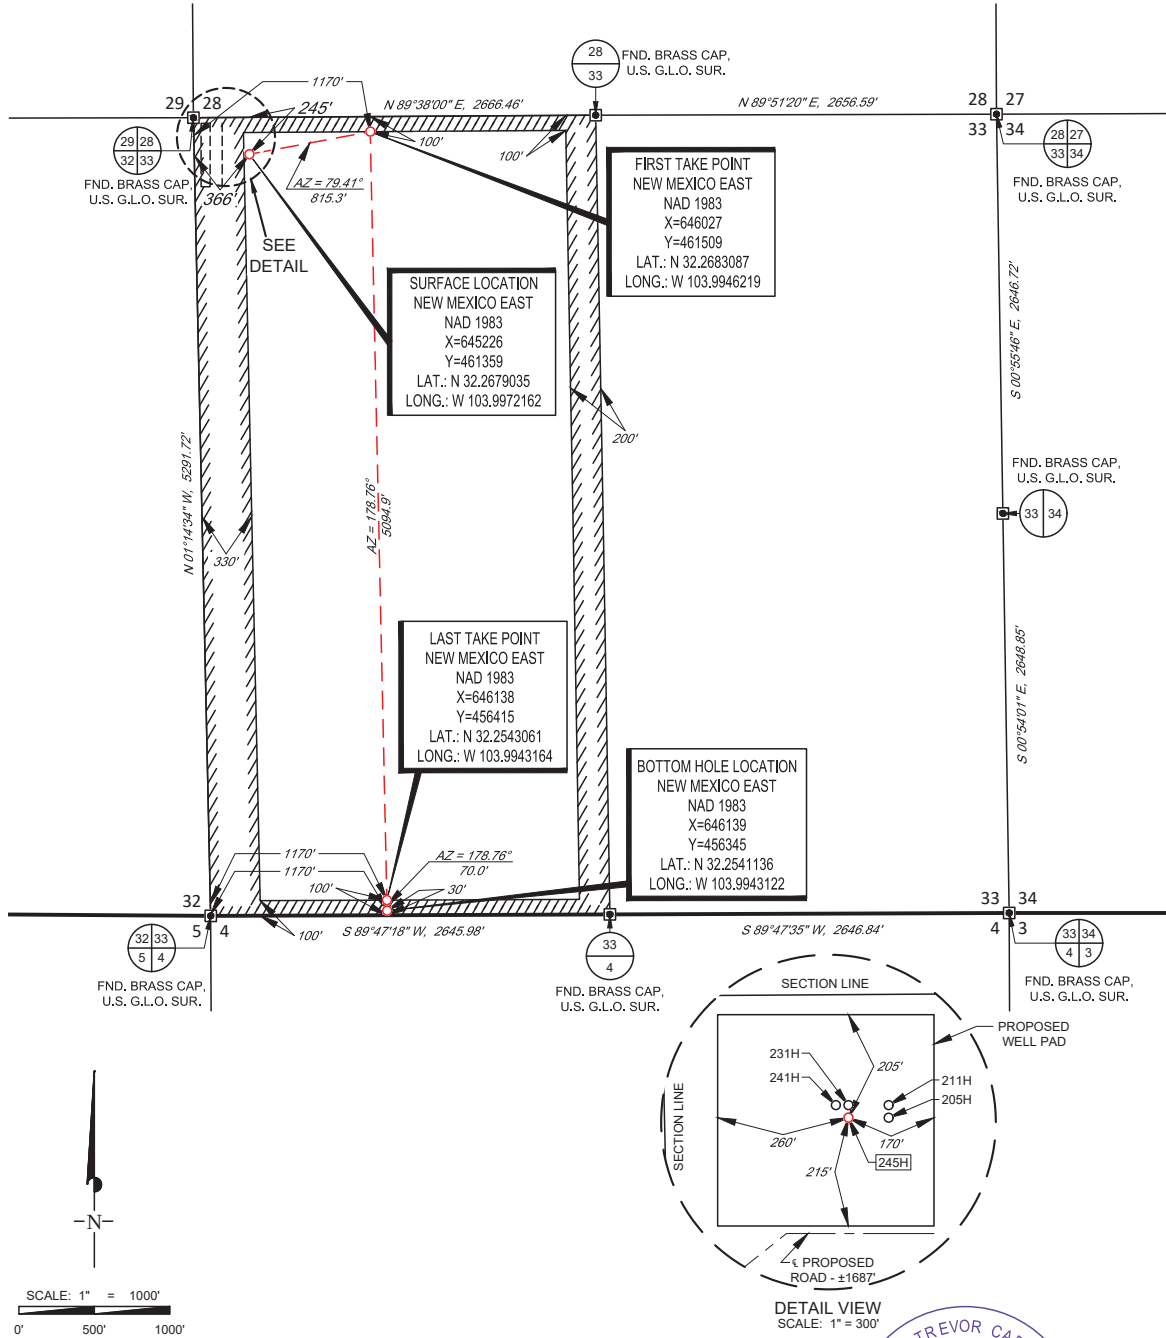 28
33
FND. BRASS CAP,
U.S. G.L.O. SUR.
1170'
245'
N 89°38'00" E, 2666.46'
N 89°51'20" E, 2656.59'
29 28
28 27
33 34
29 28
32 33
FND. BRASS CAP,
U.S. G.L.O. SUR.
366'
AZ = 79.41°
815.3'
100'
100'
28 27
33 34
FND. BRASS CAP,
U.S. G.L.O. SUR.
SEE
DETAIL
FIRST TAKE POINT
NEW MEXICO EAST
NAD 1983
X=646027
Y=461509
LAT.: N 32.2683087
LONG.: W 103.9946219
SURFACE LOCATION
NEW MEXICO EAST
NAD 1983
X=645226
Y=461359
LAT.: N 32.2679035
LONG.: W 103.9972162
S 00°55'46" E, 2646.72'
200'
N 01°14'34" W, 5291.72'
330'
AZ = 178.76°
5094.9'
FND. BRASS CAP,
U.S. G.L.O. SUR.
33 34
S 00°54'01" E, 2648.85'
LAST TAKE POINT
NEW MEXICO EAST
NAD 1983
X=646138
Y=456415
LAT.: N 32.2543061
LONG.: W 103.9943164
BOTTOM HOLE LOCATION
NEW MEXICO EAST
NAD 1983
X=646139
Y=456345
LAT.: N 32.2541136
LONG.: W 103.9943122
1170'
1170'
AZ = 178.76°
70.0'
100'
30'
32
5 4
100'
S 89°47'18" W, 2645.98'
S 89°47'35" W, 2646.84'
33 34
4 3
32 33
5 4
FND. BRASS CAP,
U.S. G.L.O. SUR.
33
4
FND. BRASS CAP,
U.S. G.L.O. SUR.
33 34
4 3
FND. BRASS CAP,
U.S. G.L.O. SUR.
SECTION LINE
SECTION LINE
PROPOSED
WELL PAD
231H
241H
205'
211H
205H
260'
170'
215'
245H
℄ PROPOSED
ROAD - ±1687'
DETAIL VIEW
SCALE: 1" = 300'
-N-
SCALE: 1" = 1000'
0' 500' 1000'
TREVOR